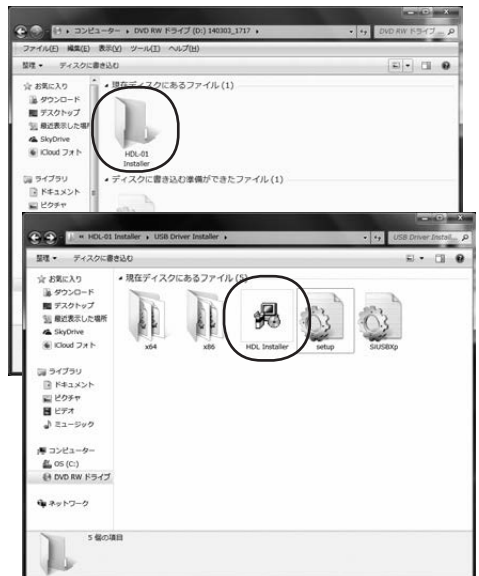 コンピューター ▸ DVD RW ドライブ (D:) 140303_1717 ▸
DVD RW ドライブ ...
ファイル(F) 編集(E) 表示(V) ツール(T) ヘルプ(H)
整理 ▾ ディスクに書き込む
お気に入り
ダウンロード
デスクトップ
最近表示した場所
SkyDrive
iCloud フォト
ライブラリ
ドキュメント
ピクチャ
現在ディスクにあるファイル (1)
HDL-01
Installer
ディスクに書き込む準備ができたファイル (1)
« HDL-01 Installer ▸ USB Driver Installer ▸
USB Driver Install...
整理 ▾ ディスクに書き込む
お気に入り
ダウンロード
デスクトップ
最近表示した場所
SkyDrive
iCloud フォト
ライブラリ
ドキュメント
ピクチャ
ビデオ
ミュージック
コンピューター
OS (C:)
DVD RW ドライブ
ネットワーク
現在ディスクにあるファイル (5)
x64
x86
HDL Installer
setup
SiUSBXp
5 個の項目